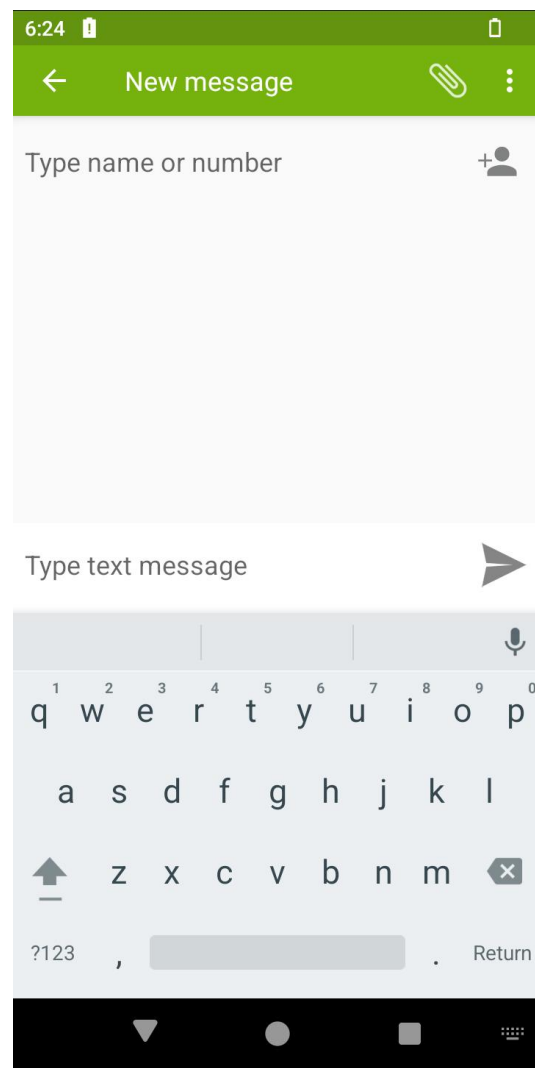 6:24
New message
Type name or number
Type text message
1 2 3 4 5 6 7 8 9 0
q w e r t y u i o p
a s d f g h j k l
z x c v b n m
?123 , . Return